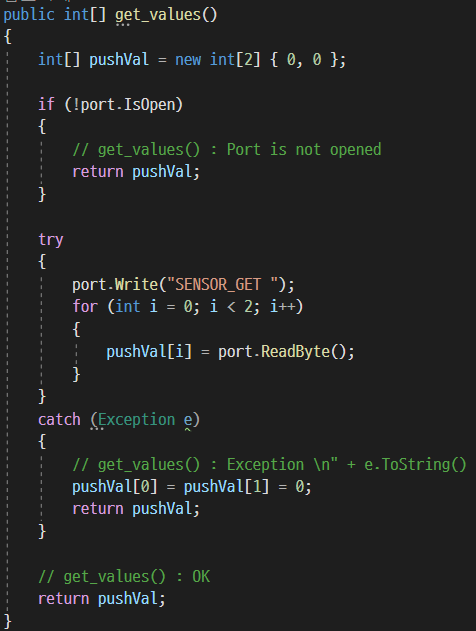 public int[] get_values()
{
    int[] pushVal = new int[2] { 0, 0 };

    if (!port.IsOpen)
    {
        // get_values() : Port is not opened
        return pushVal;
    }

    try
    {
        port.Write("SENSOR_GET ");
        for (int i = 0; i < 2; i++)
        {
            pushVal[i] = port.ReadByte();
        }
    }
    catch (Exception e)
    {
        // get_values() : Exception \n" + e.ToString()
        pushVal[0] = pushVal[1] = 0;
        return pushVal;
    }

    // get_values() : OK
    return pushVal;
}